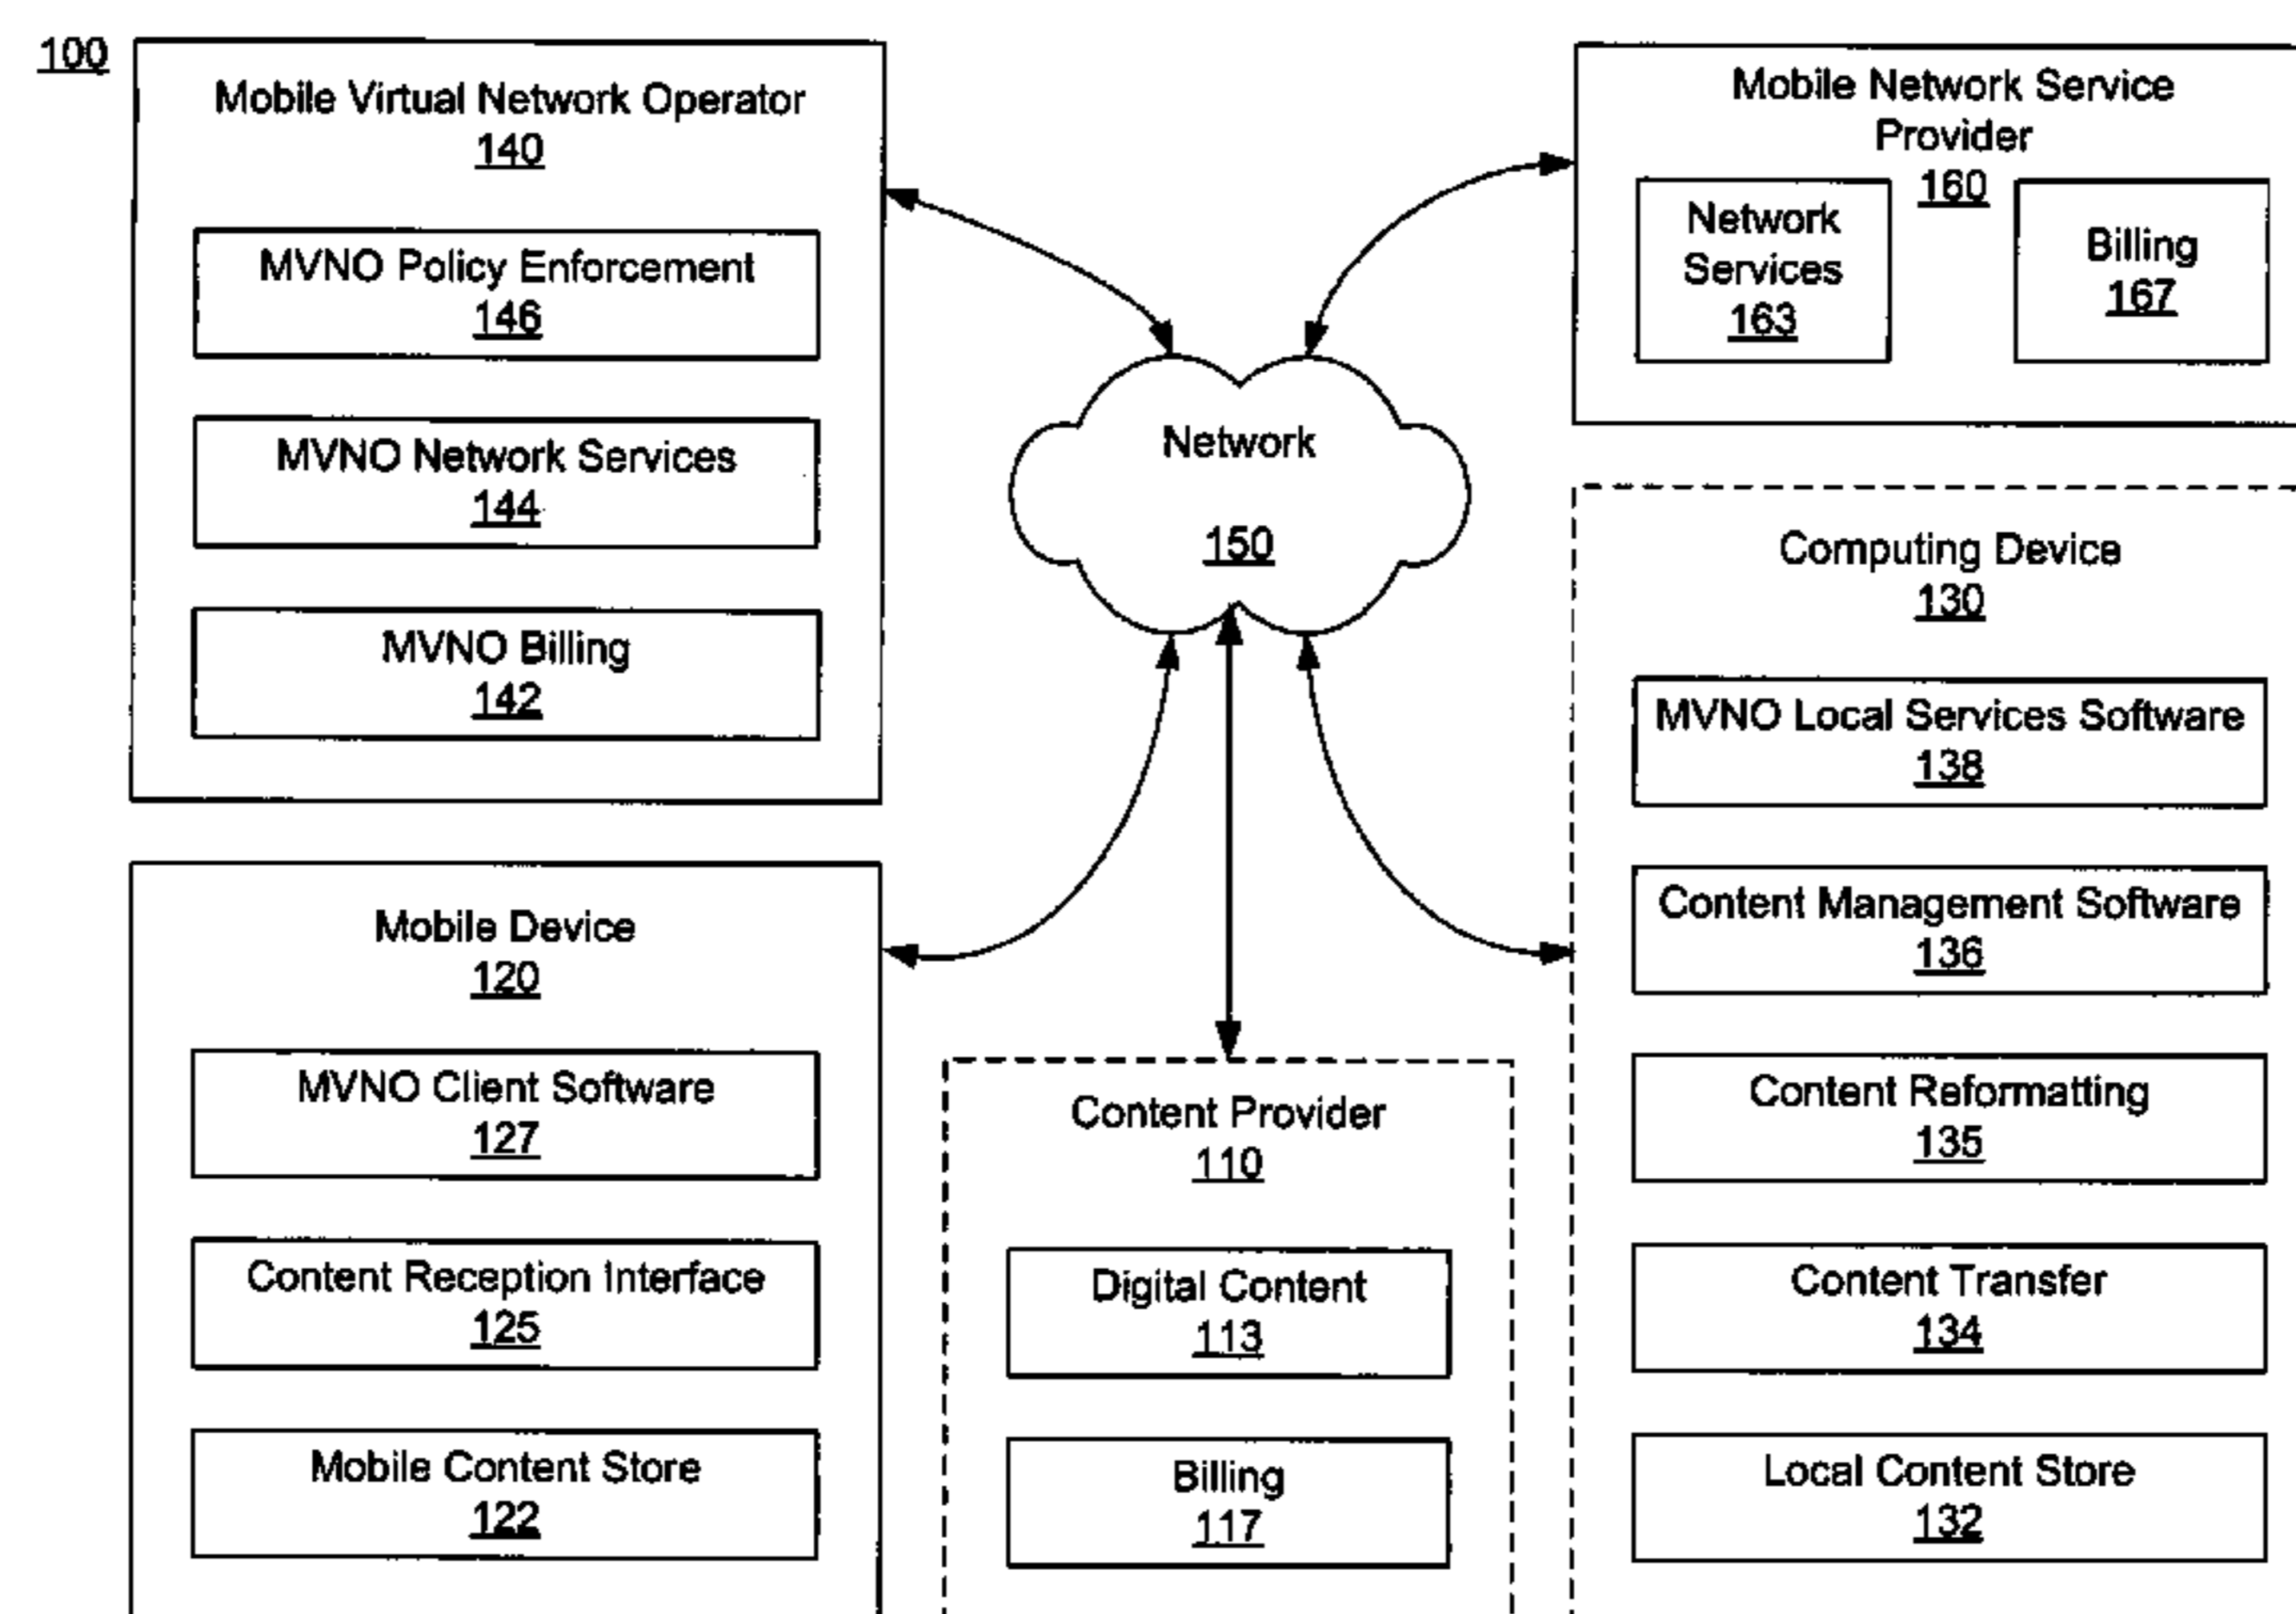 100
Mobile Virtual Network Operator
140
MVNO Policy Enforcement
146
MVNO Network Services
144
MVNO Billing
142
Mobile Network Service
Provider
160
Network
Services
163
Billing
167
Network
150
Computing Device
130
MVNO Local Services Software
138
Content Management Software
136
Content Reformatting
135
Content Transfer
134
Local Content Store
132
Mobile Device
120
MVNO Client Software
127
Content Reception Interface
125
Mobile Content Store
122
Content Provider
110
Digital Content
113
Billing
117